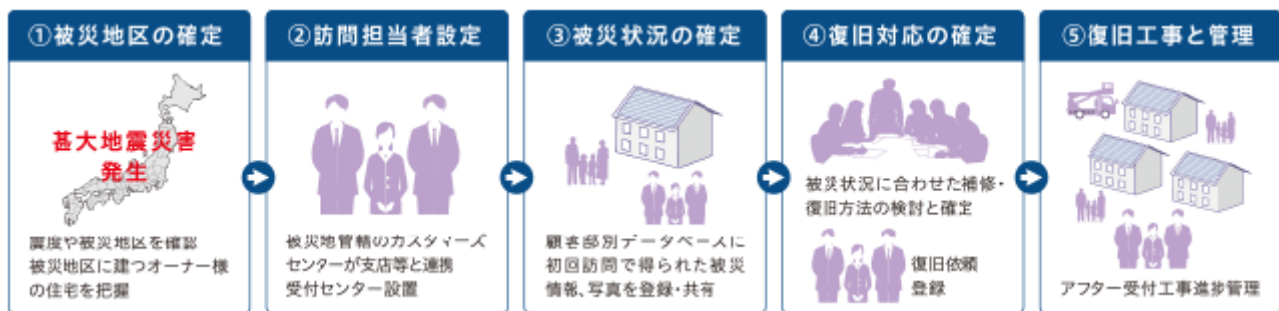 ①被災地区の確定
甚大地震災害
発生
震度や被災地区を確認
被災地区に建つオーナー様
の住宅を把握
②訪問担当者設定
被災地管轄のカスタマーズ
センターが支店等と連携
受付センター設置
③被災状況の確定
顧客邸別データベースに
初回訪問で得られた被災
情報、写真を登録・共有
④復旧対応の確定
被災状況に合わせた補修・
復旧方法の検討と確定
復旧依頼
登録
⑤復旧工事と管理
アフター受付工事進捗管理